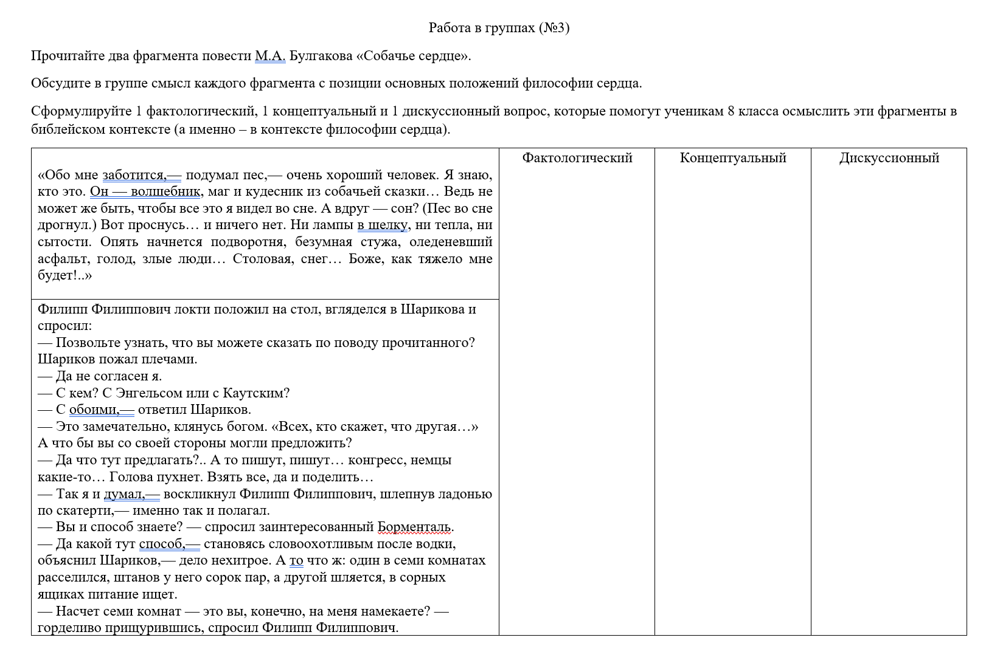 Работа в группах (№3)
Прочитайте два фрагмента повести М.А. Булгакова «Собачье сердце».
Обсудите в группе смысл каждого фрагмента с позиции основных положений философии сердца.
Сформулируйте 1 фактологический, 1 концептуальный и 1 дискуссионный вопрос, которые помогут ученикам 8 класса осмыслить эти фрагменты в
библейском контексте (а именно – в контексте философии сердца).
Фактологический
Концептуальный
Дискуссионный
«Обо мне заботится,— подумал пес,— очень хороший человек. Я знаю,
кто это. Он — волшебник, маг и кудесник из собачьей сказки… Ведь не
может же быть, чтобы все это я видел во сне. А вдруг — сон? (Пес во сне
дрогнул.) Вот проснусь… и ничего нет. Ни лампы в шелку, ни тепла, ни
сытости. Опять начнется подворотня, безумная стужа, оледеневший
асфальт, голод, злые люди… Столовая, снег… Боже, как тяжело мне
будет!..»
Филипп Филиппович локти положил на стол, вгляделся в Шарикова и
спросил:
— Позвольте узнать, что вы можете сказать по поводу прочитанного?
Шариков пожал плечами.
— Да не согласен я.
— С кем? С Энгельсом или с Каутским?
— С обоими,— ответил Шариков.
— Это замечательно, клянусь богом. «Всех, кто скажет, что другая…»
А что бы вы со своей стороны могли предложить?
— Да что тут предлагать?.. А то пишут, пишут… конгресс, немцы
какие-то… Голова пухнет. Взять все, да и поделить…
— Так я и думал,— воскликнул Филипп Филиппович, шлепнув ладонью
по скатерти,— именно так и полагал.
— Вы и способ знаете? — спросил заинтересованный Борменталь.
— Да какой тут способ,— становясь словоохотливым после водки,
объяснил Шариков,— дело нехитрое. А то что ж: один в семи комнатах
расселился, штанов у него сорок пар, а другой шляется, в сорных
ящиках питание ищет.
— Насчет семи комнат — это вы, конечно, на меня намекаете? —
горделиво прищурившись, спросил Филипп Филиппович.